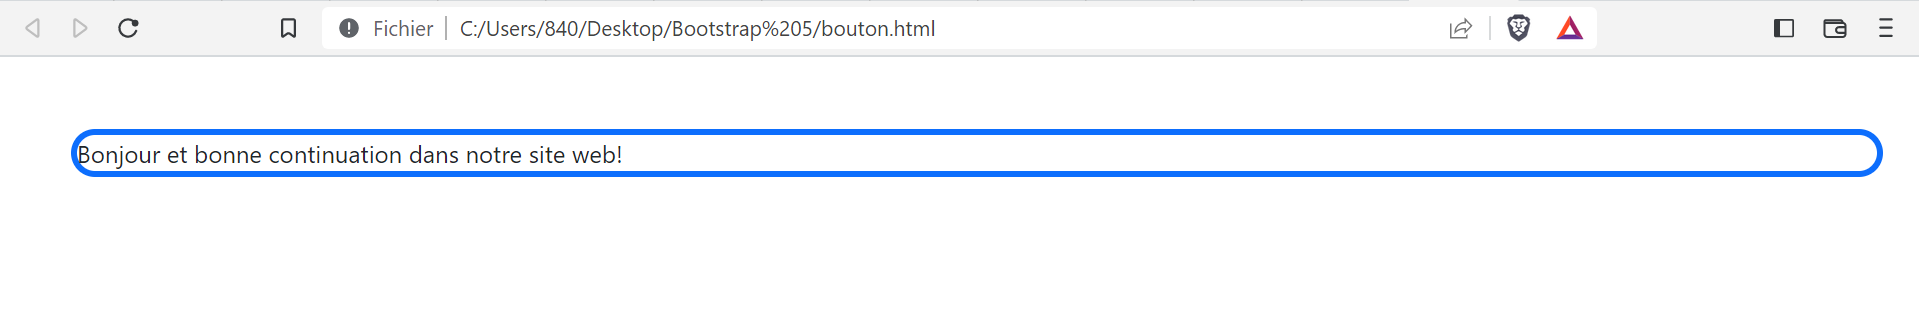 Fichier C:/Users/840/Desktop/Bootstrap%205/bouton.html
Bonjour et bonne continuation dans notre site web!